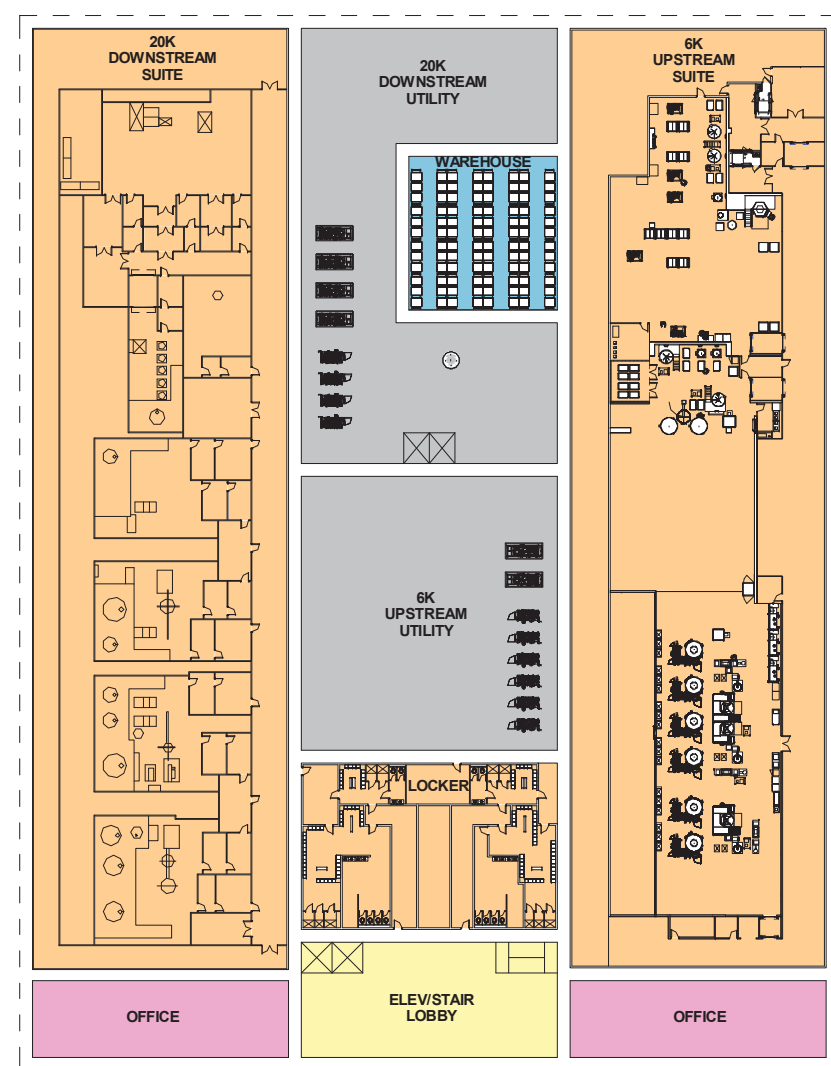 20K
DOWNSTREAM
SUITE
20K
DOWNSTREAM
UTILITY
6K
UPSTREAM
SUITE
WAREHOUSE
6K
UPSTREAM
UTILITY
LOCKER
OFFICE
ELEV/STAIR
LOBBY
OFFICE